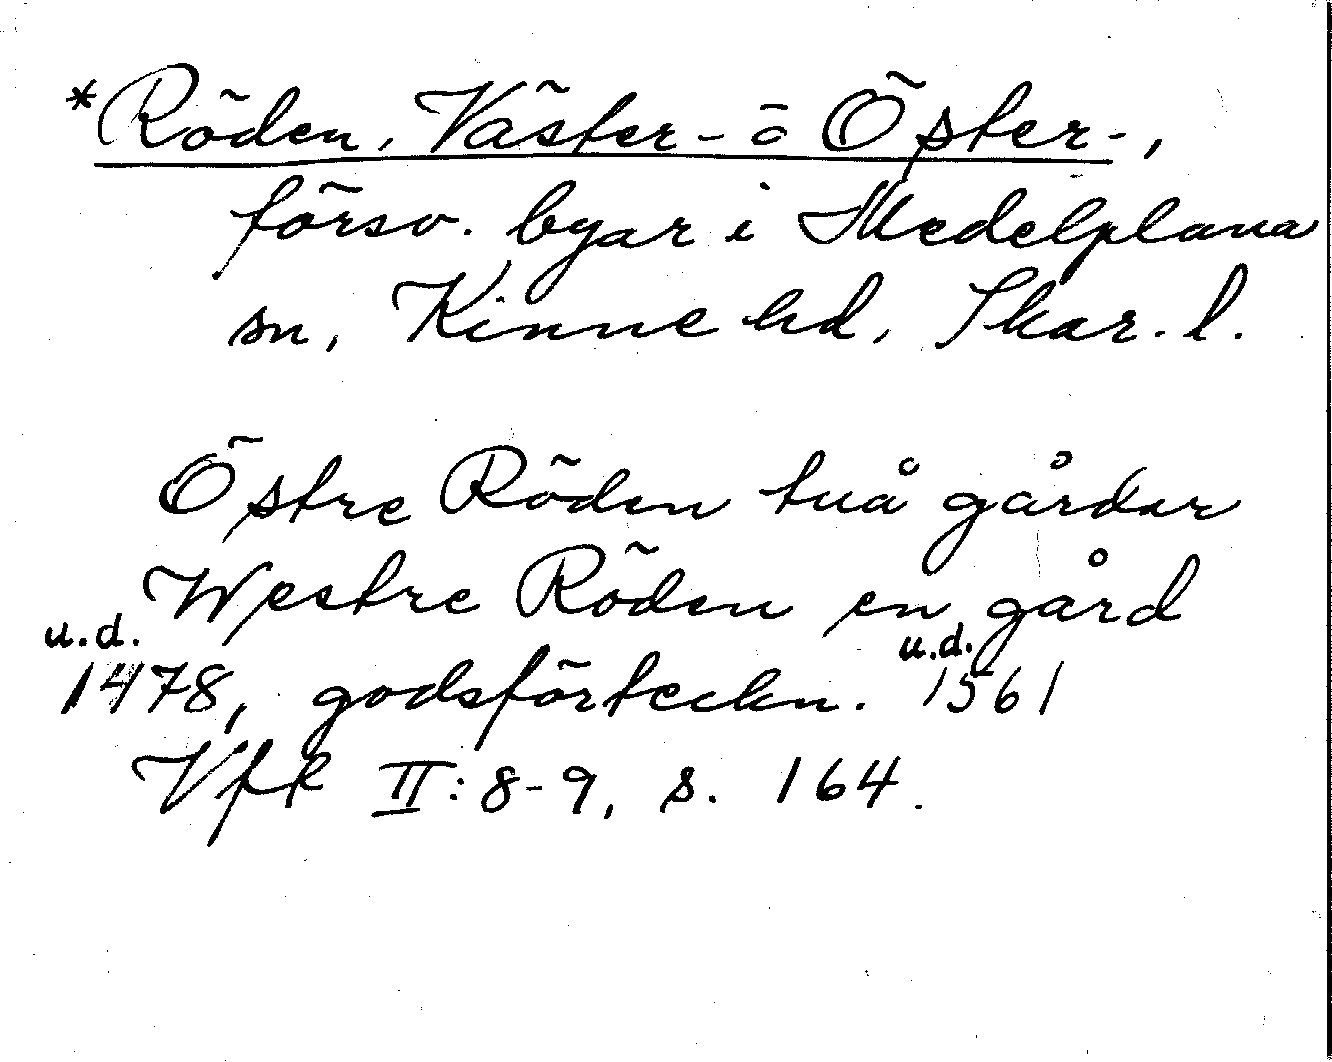 *Röden, Väster- o Öster-,
försv. byar i Medelplana
sn, Kinne hd, Skar. l.
Östre Röden tuå gårdar
Westre Röden en gård
u.d. 1478, godsförteckn. u.d. 1561
Vfk II:8-9, s. 164.